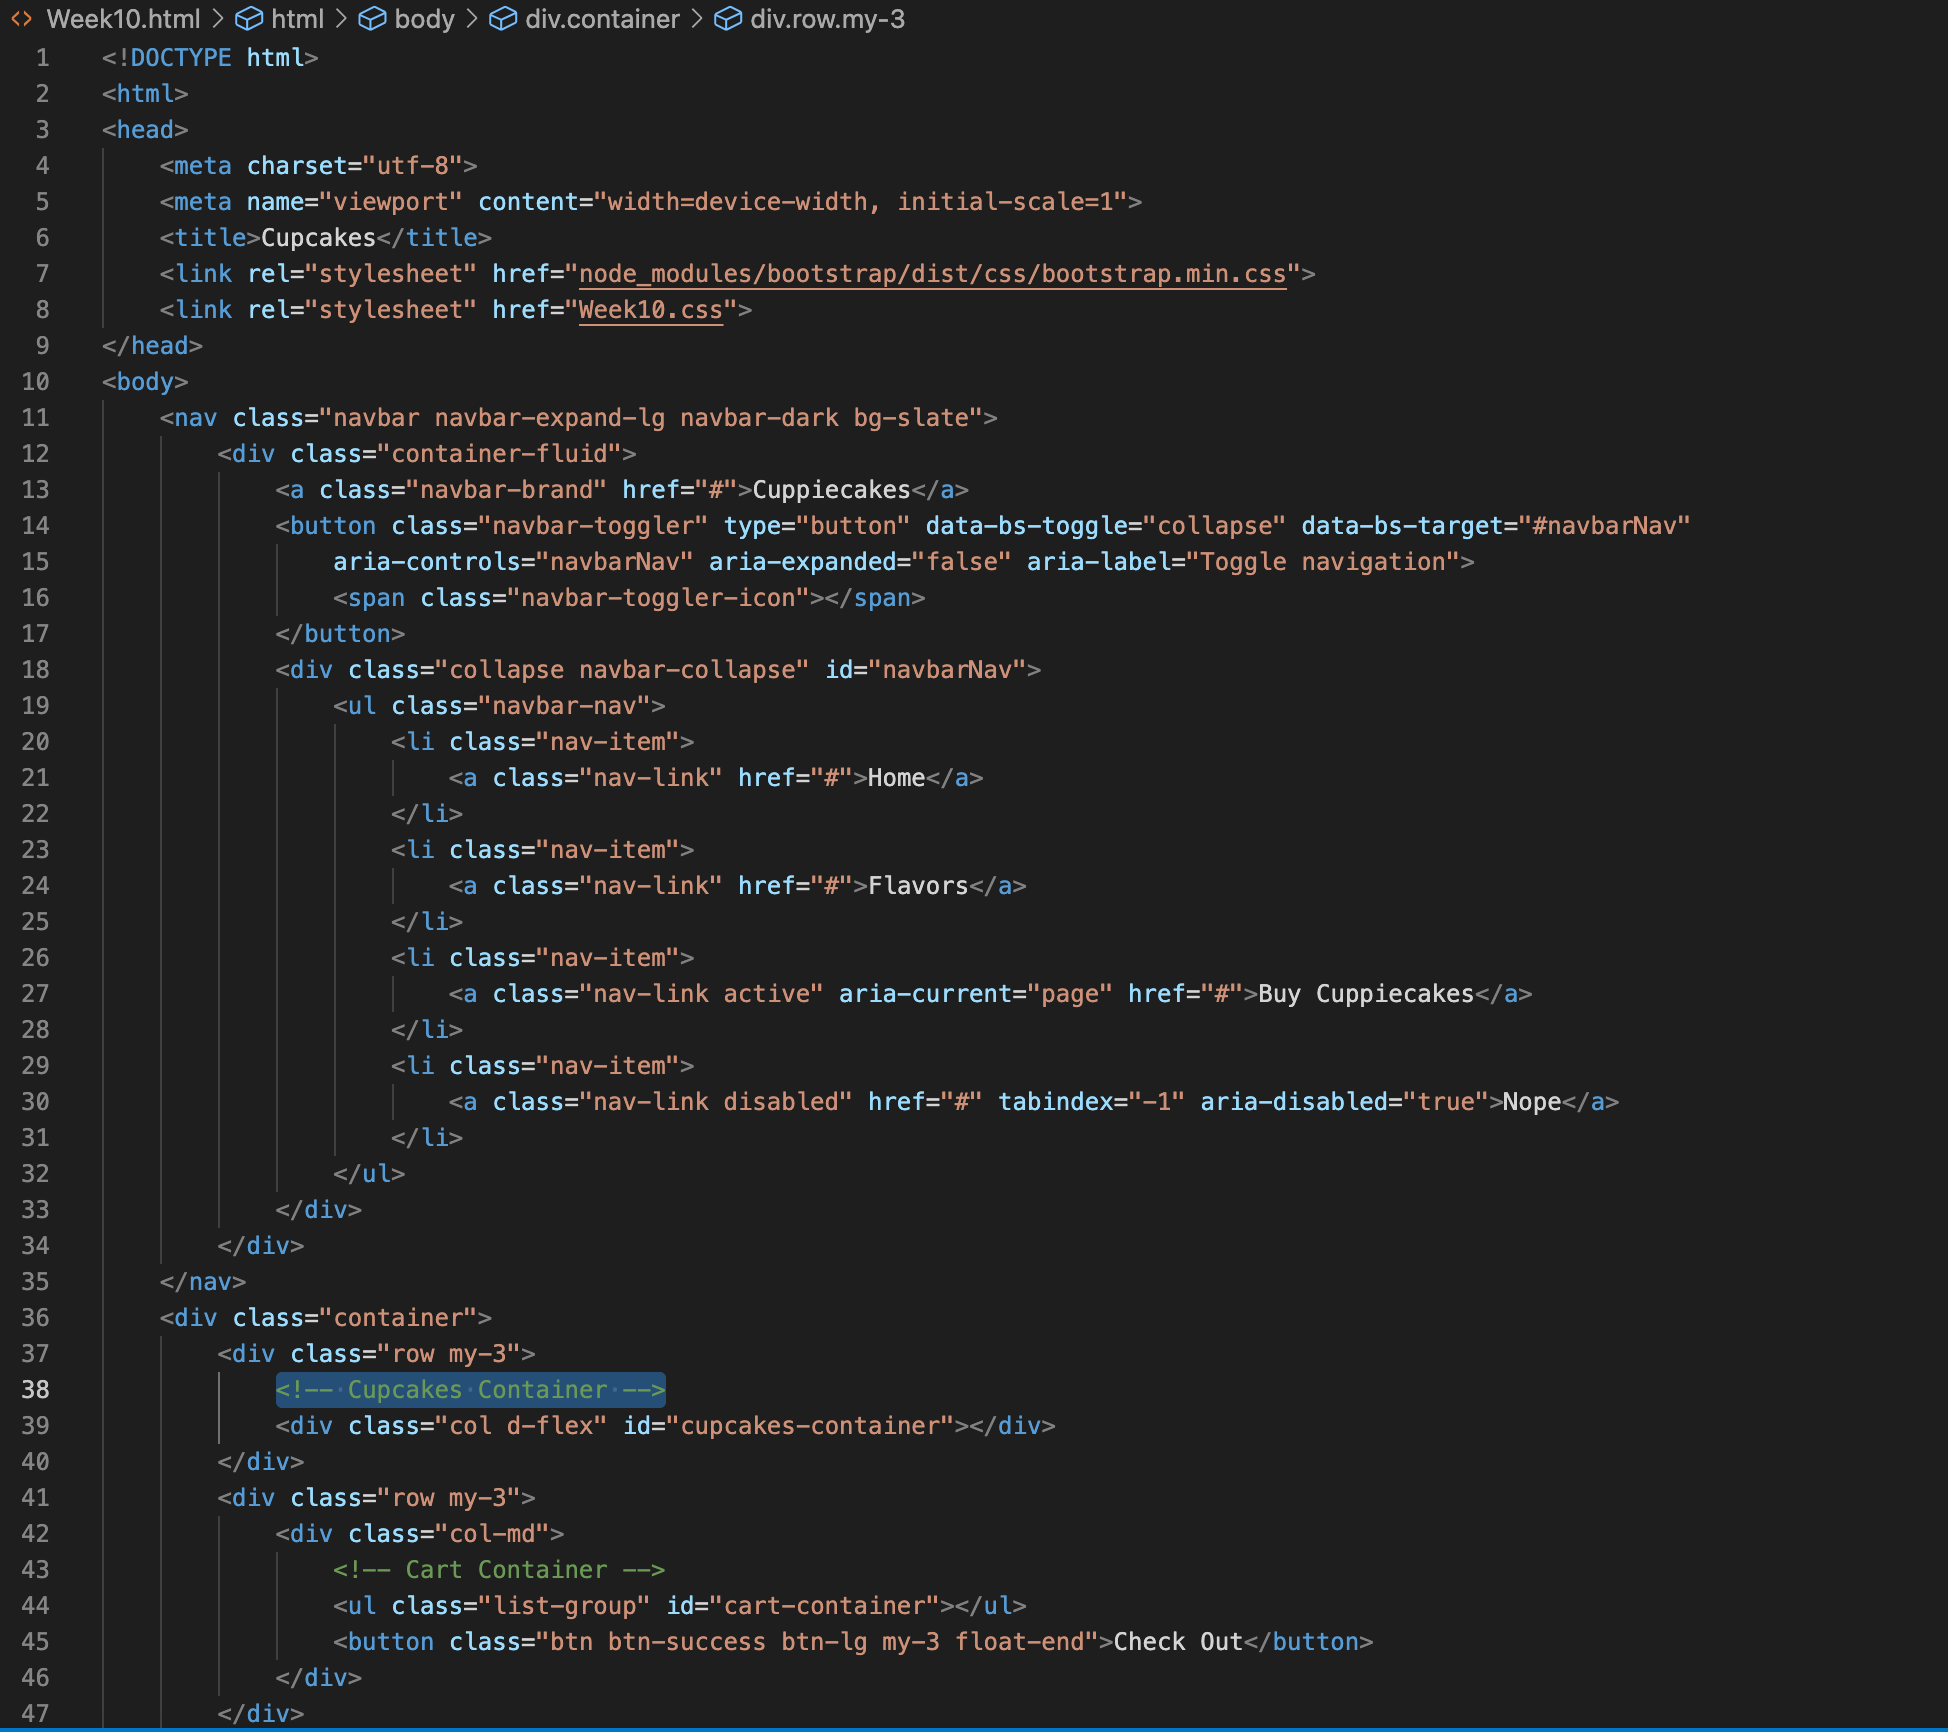 Week10.html > html > body > div.container > div.row.my-3
1 <!DOCTYPE html>
2 <html>
3 <head>
4     <meta charset="utf-8">
5     <meta name="viewport" content="width=device-width, initial-scale=1">
6     <title>Cupcakes</title>
7     <link rel="stylesheet" href="node_modules/bootstrap/dist/css/bootstrap.min.css">
8     <link rel="stylesheet" href="Week10.css">
9 </head>
10 <body>
11     <nav class="navbar navbar-expand-lg navbar-dark bg-slate">
12         <div class="container-fluid">
13             <a class="navbar-brand" href="#">Cuppiecakes</a>
14             <button class="navbar-toggler" type="button" data-bs-toggle="collapse" data-bs-target="#navbarNav"
15                 aria-controls="navbarNav" aria-expanded="false" aria-label="Toggle navigation">
16                 <span class="navbar-toggler-icon"></span>
17             </button>
18             <div class="collapse navbar-collapse" id="navbarNav">
19                 <ul class="navbar-nav">
20                     <li class="nav-item">
21                         <a class="nav-link" href="#">Home</a>
22                     </li>
23                     <li class="nav-item">
24                         <a class="nav-link" href="#">Flavors</a>
25                     </li>
26                     <li class="nav-item">
27                         <a class="nav-link active" aria-current="page" href="#">Buy Cuppiecakes</a>
28                     </li>
29                     <li class="nav-item">
30                         <a class="nav-link disabled" href="#" tabindex="-1" aria-disabled="true">Nope</a>
31                     </li>
32                 </ul>
33             </div>
34         </div>
35     </nav>
36     <div class="container">
37         <div class="row my-3">
38             <!-- Cupcakes Container -->
39             <div class="col d-flex" id="cupcakes-container"></div>
40         </div>
41         <div class="row my-3">
42             <div class="col-md">
43                 <!-- Cart Container -->
44                 <ul class="list-group" id="cart-container"></ul>
45                 <button class="btn btn-success btn-lg my-3 float-end">Check Out</button>
46             </div>
47         </div>